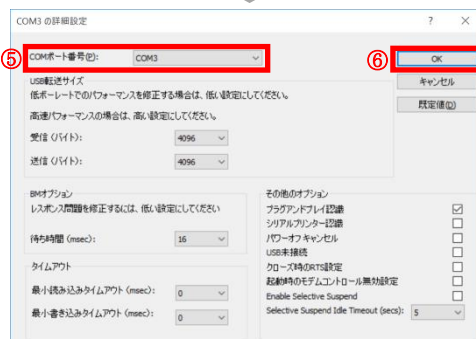 COM3 の詳細設定 ? ×
⑤ COMポート番号(P): COM3 ⑥ OK
USB転送サイズ キャンセル
低ボーレートでのパフォーマンスを修正する場合は、低い設定にしてください。
既定値(D)
高速パフォーマンスの場合は、高い設定にしてください。
受信 (バイト): 4096
送信 (バイト): 4096
BMオプション
レスポンス問題を修正するには、低い設定にしてください
待ち時間 (msec): 16
タイムアウト
最小読み込みタイムアウト (msec): 0
最小書き込みタイムアウト (msec): 0
その他のオプション
プラグアンドプレイ認識
シリアルプリンター認識
パワーオフキャンセル
USB未接続
クローズ時のRTS設定
起動時のモデムコントロール無効設定
Enable Selective Suspend
Selective Suspend Idle Timeout (secs): 5